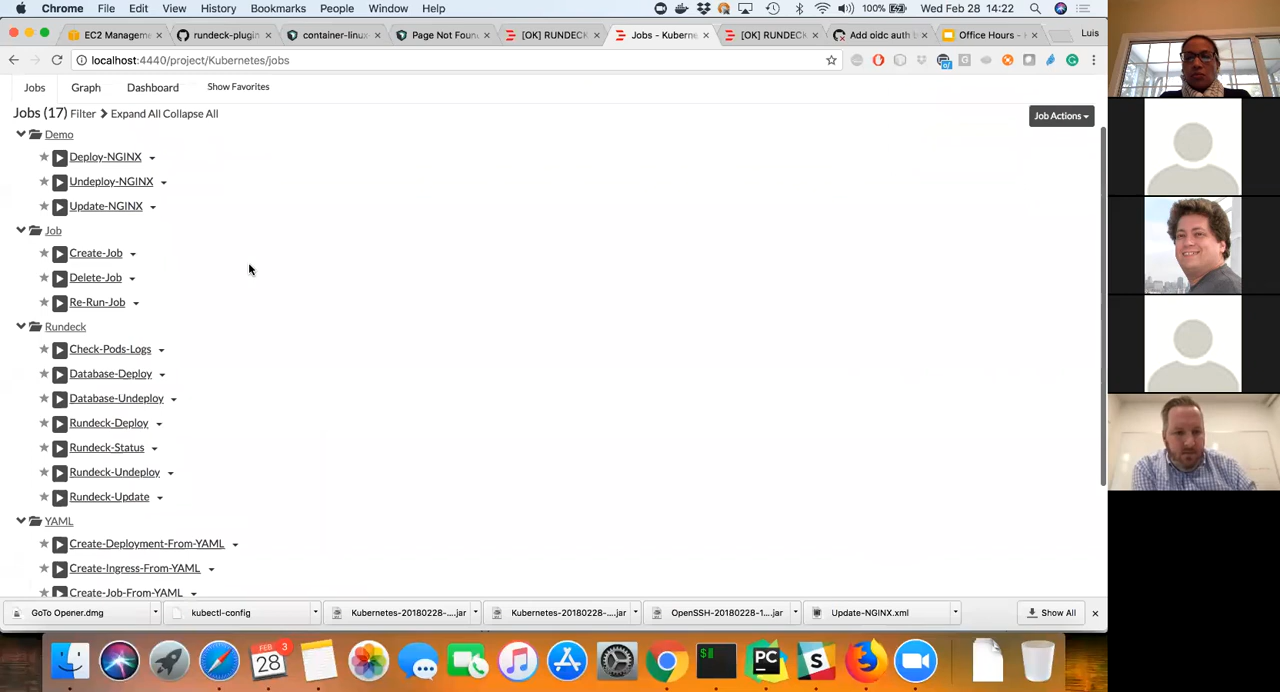 Chrome File Edit View History Bookmarks People Window Help 100% Wed Feb 28 14:22
EC2 Manageme rundeck-plugin container-linux Page Not Foun [OK] RUNDECK Jobs - Kuberne [OK] RUNDECK Add oidc auth Office Hours - Luis
localhost:4440/project/Kubernetes/jobs
Jobs Graph Dashboard Show Favorites
Jobs (17) Filter Expand All Collapse All
Job Actions
Demo
Deploy-NGINX
Undeploy-NGINX
Update-NGINX
Job
Create-Job
Delete-Job
Re-Run-Job
Rundeck
Check-Pods-Logs
Database-Deploy
Database-Undeploy
Rundeck-Deploy
Rundeck-Status
Rundeck-Undeploy
Rundeck-Update
YAML
Create-Deployment-From-YAML
Create-Ingress-From-YAML
Create-Job-From-YAML
GoTo Opener.dmg kubectl-config Kubernetes-20180228-....jar Kubernetes-20180228-....jar OpenSSH-20180228-1....jar Update-NGINX.xml Show All
FEB 3
28
PC
S